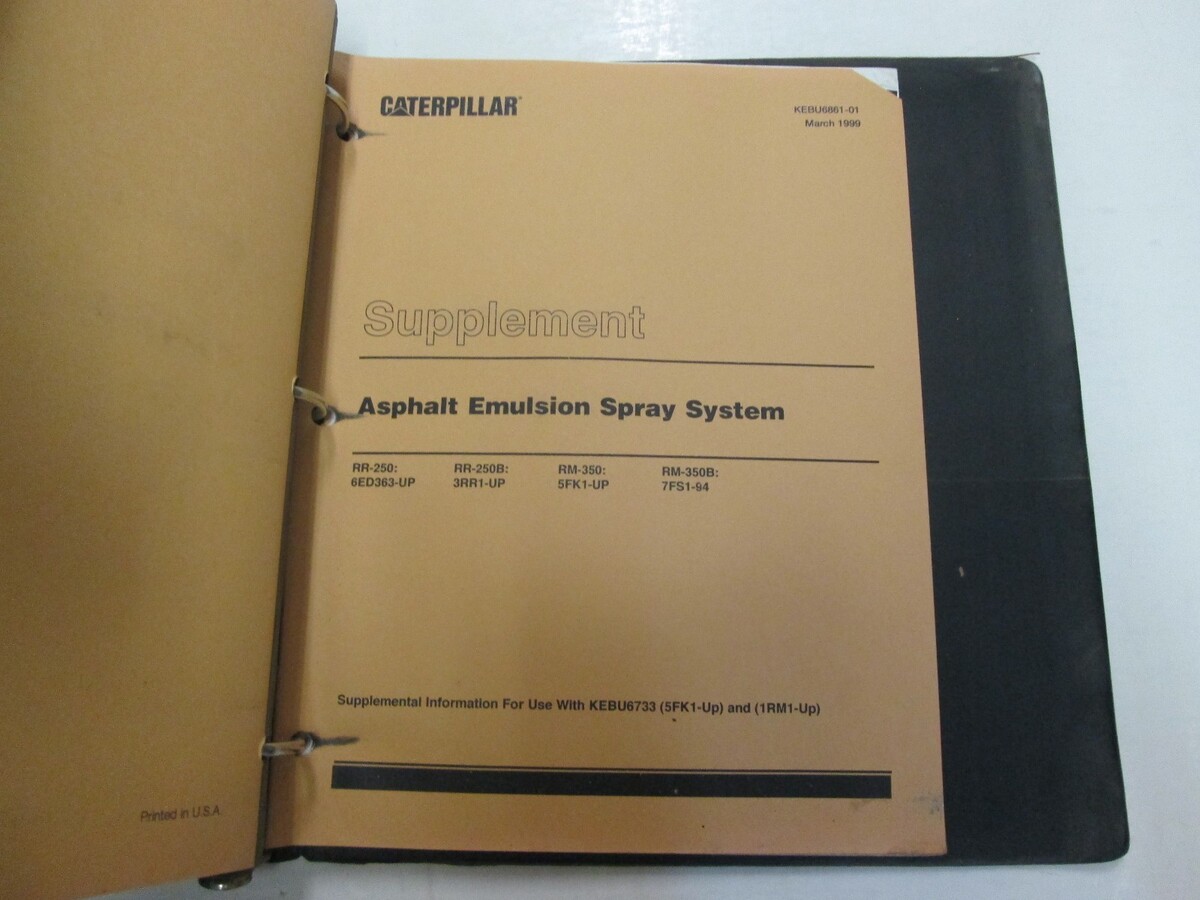 CATERPILLAR
KEBU6861-01
March 1999
Supplement
Asphalt Emulsion Spray System
RR-250: RR-250B: RM-350: RM-350B:
6ED363-UP 3RR1-UP 5FK1-UP 7FS1-94
Supplemental Information For Use With KEBU6733 (5FK1-Up) and (1RM1-Up)
Printed in U.S.A.